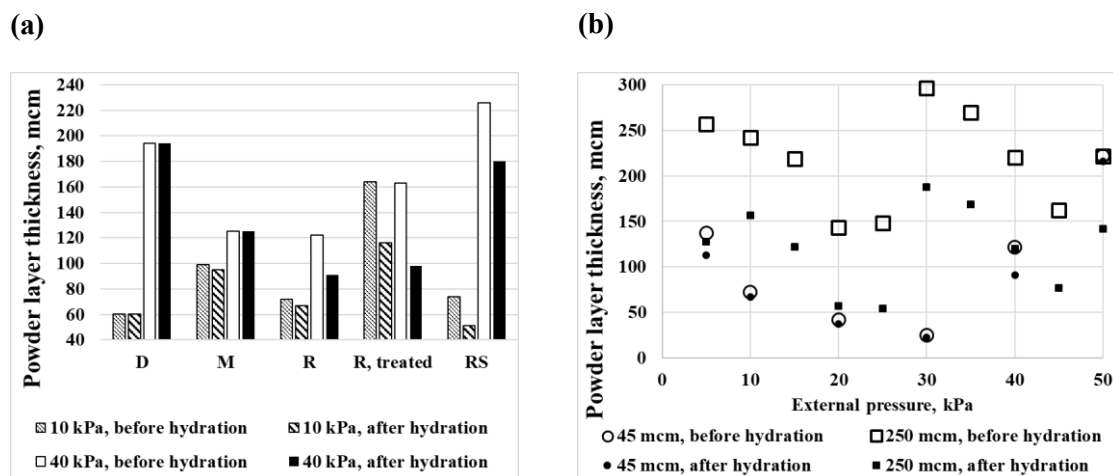 (a)
Powder layer thickness, mcm
240
220
200
180
160
140
120
100
80
60
40
D M R R, treated RS
10 kPa, before hydration 10 kPa, after hydration
40 kPa, before hydration 40 kPa, after hydration
(b)
Powder layer thickness, mcm
300
250
200
150
100
50
0
0 10 20 30 40 50
External pressure, kPa
45 mcm, before hydration 250 mcm, before hydration
45 mcm, after hydration 250 mcm, after hydration